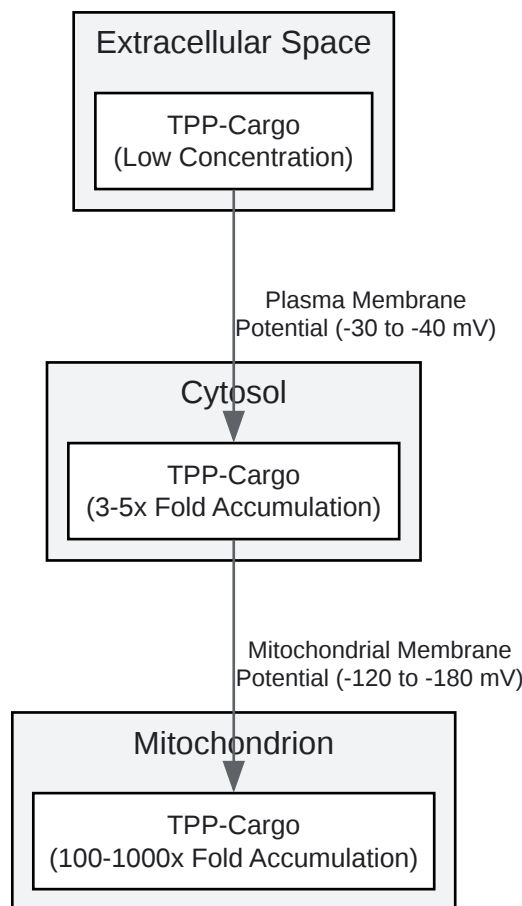 Extracellular Space
TPP-Cargo
(Low Concentration)
Plasma Membrane
Potential (-30 to -40 mV)
Cytosol
TPP-Cargo
(3-5x Fold Accumulation)
Mitochondrial Membrane
Potential (-120 to -180 mV)
Mitochondrion
TPP-Cargo
(100-1000x Fold Accumulation)